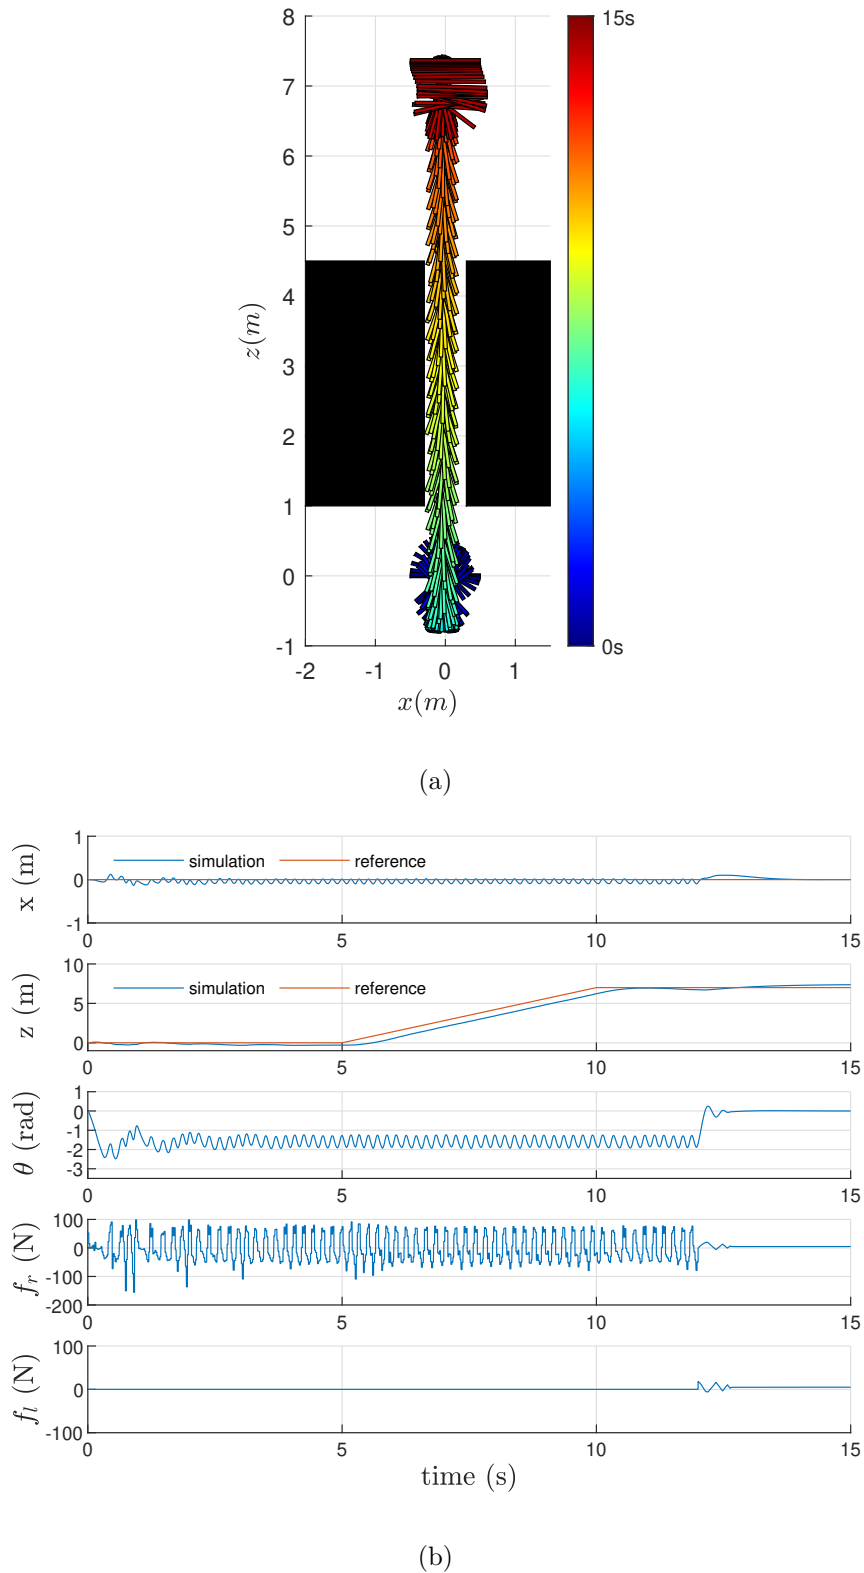 8
7
6
5
4
3
2
1
0
-1
z(m)
-2 -1 0 1
x(m)
15s
0s
(a)
x (m)
1
0
-1
simulation
reference
0 5 10 15
z (m)
10
5
0
simulation
reference
0 5 10 15
θ (rad)
1
0
-1
-2
-3
0 5 10 15
f_r (N)
100
0
-100
-200
0 5 10 15
f_l (N)
100
0
-100
0 5 10 15
time (s)
(b)